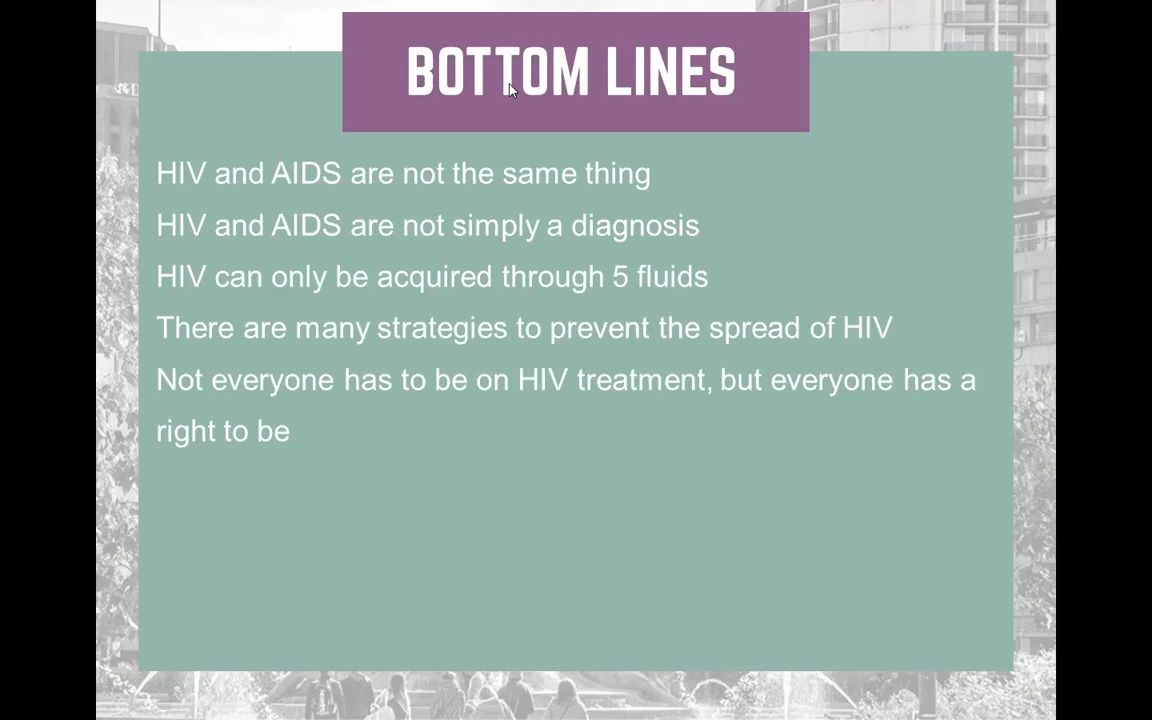 BOTTOM LINES
HIV and AIDS are not the same thing
HIV and AIDS are not simply a diagnosis
HIV can only be acquired through 5 fluids
There are many strategies to prevent the spread of HIV
Not everyone has to be on HIV treatment, but everyone has a
right to be